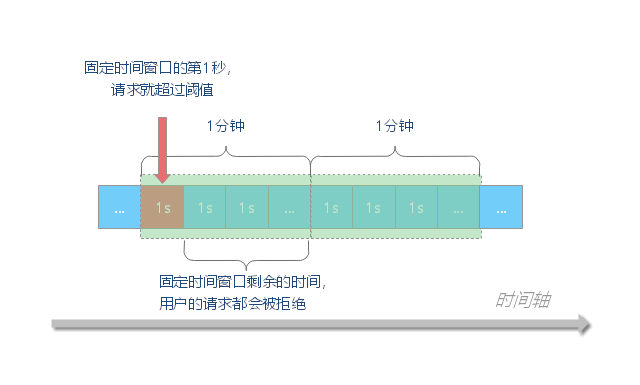 固定时间窗口的第1秒，
请求就超过阈值
1分钟
1分钟
...
1s
1s
1s
...
1s
1s
1s
...
...
固定时间窗口剩余的时间，
用户的请求都会被拒绝
时间轴